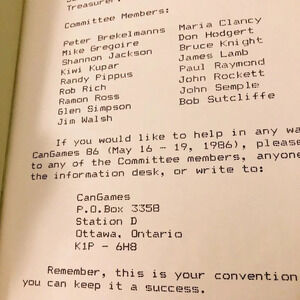 Treasurer:
Committee Members:
Peter Brekelmanns
Mike Gregoire
Shannon Jackson
Kiwi Kupar
Randy Pippus
Rob Rich
Ramon Ross
Glen Simpson
Jim Walsh
Maria Clancy
Don Hodgert
Bruce Knight
James Lamb
Paul Raymond
John Rockett
John Semple
Bob Sutcliffe
If you would like to help in any wa
CanGames 86 (May 16 - 19, 1986), please
to any of the Committee members, anyone
the information desk, or write to:
CanGames
P.O.Box 3358
Station D
Ottawa, Ontario
K1P - 6H8
Remember, this is your convention
you can keep it a success.